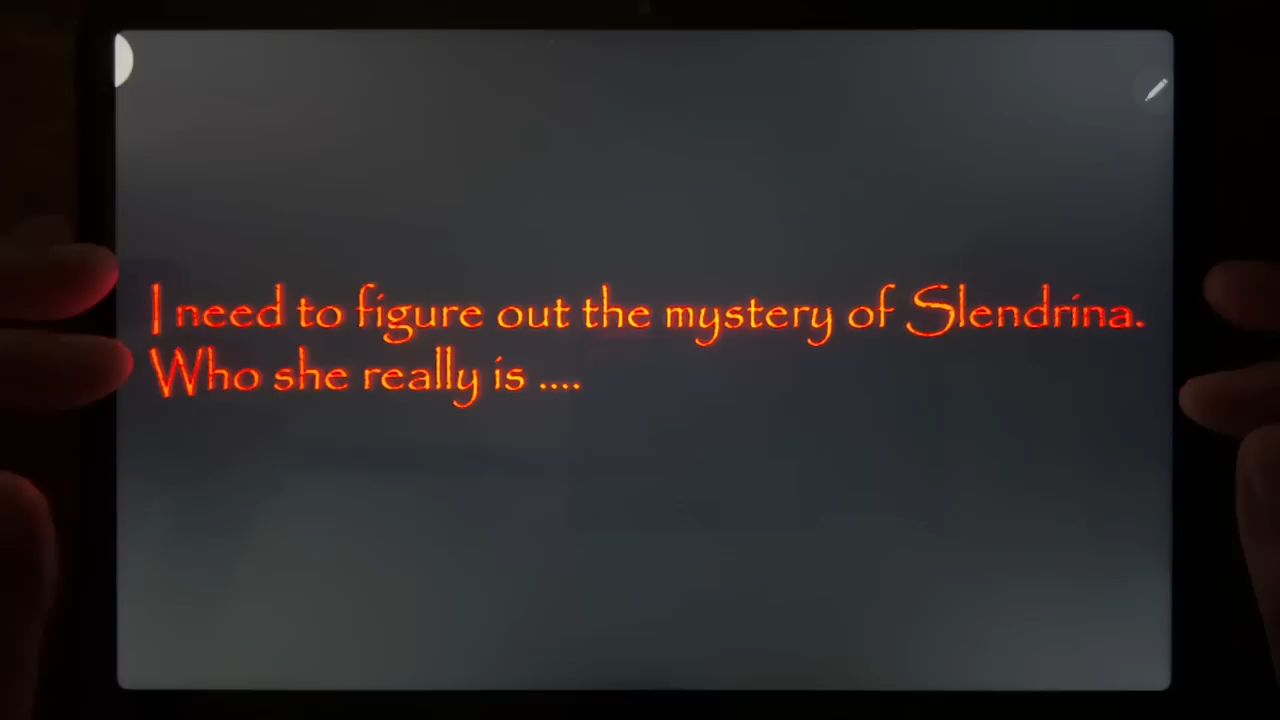 I need to figure out the mystery of Slendrina.
Who she really is ....